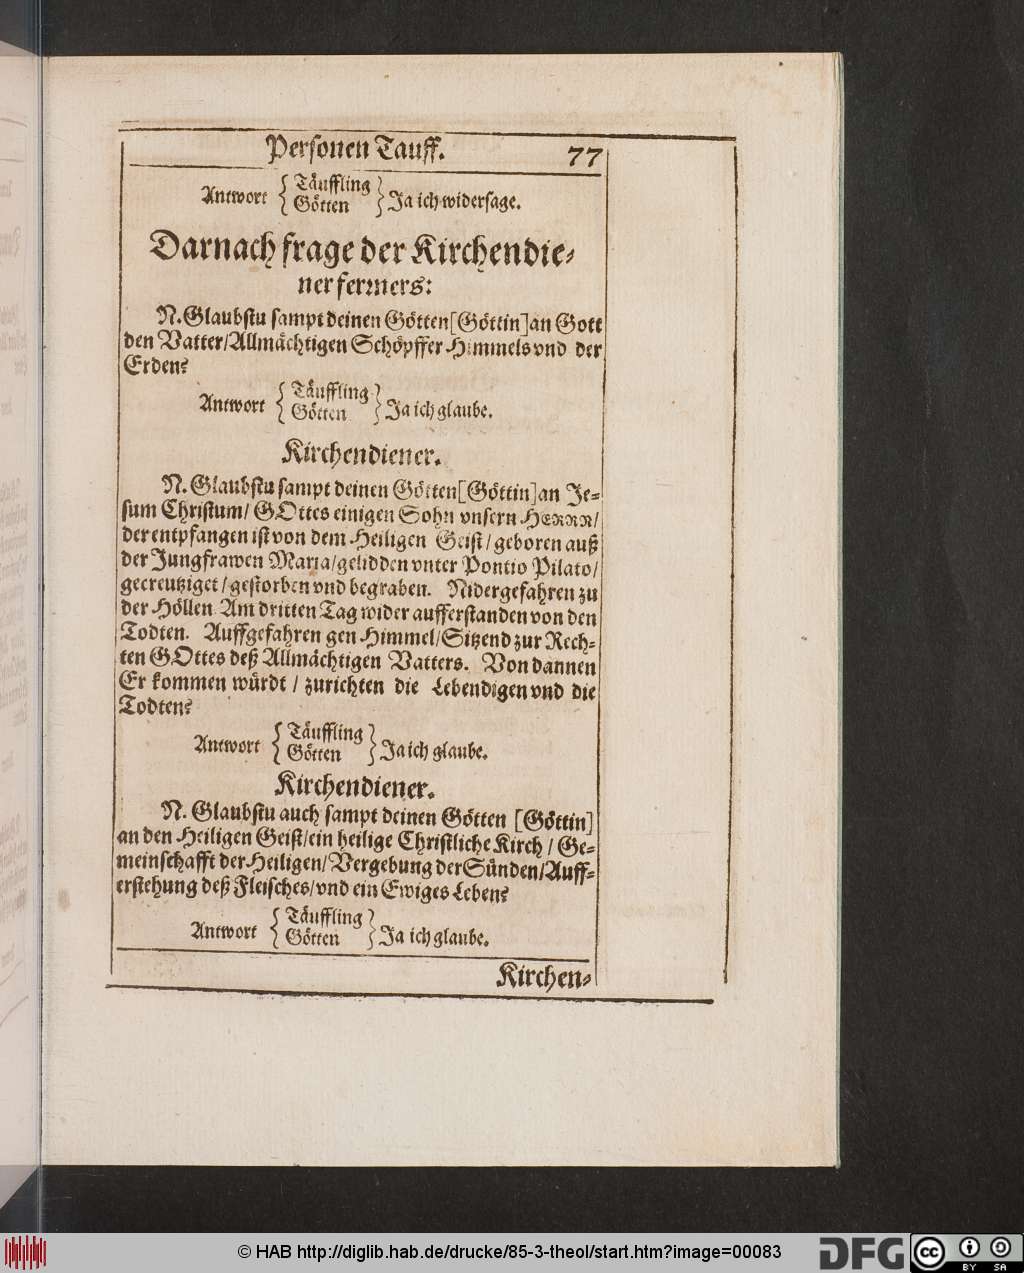 Personen Tauff. 77
Antwort { Täuffling Götten } Ja ich widersage.
Darnach frage der Kirchendie-
ner fermers:
N. Glaubstu sampt deinen Götten [Göttin] an Gott
den Vatter/ Allmächtigen Schöpffer Himmels vnd der
Erden?
Antwort { Täuffling Götten } Ja ich glaube.
Kirchendiener.
N. Glaubstu sampt deinen Götten [Göttin] an Je-
sum Christum/ GOttes einigen Sohn vnsern HERRN/
der entpfangen ist von dem Heiligen Geist/ geboren auß
der Jungfrawen Maria/ gelidden vnter Pontio Pilato/
gecreutziget/ gestorben vnd begraben. Nidergefahren zu
der Höllen Am dritten Tag wider aufferstanden von den
Todten. Auffgefahren gen Himmel/ Sitzend zur Rech-
ten GOttes deß Allmächtigen Vatters. Von dannen
Er kommen würdt/ zurichten die Lebendigen vnd die
Todten?
Antwort { Täuffling Götten } Ja ich glaube.
Kirchendiener.
N. Glaubstu auch sampt deinen Götten [Göttin]
an den Heiligen Geist/ ein heilige Christliche Kirch/ Ge-
meinschafft der Heiligen/ Vergebung der Sünden/ Auff-
erstehung deß Fleisches/ vnd ein Ewiges Leben?
Antwort { Täuffling Götten } Ja ich glaube.
Kirchen-
© HAB http://diglib.hab.de/drucke/85-3-theol/start.htm?image=00083
DFG cc BY SA